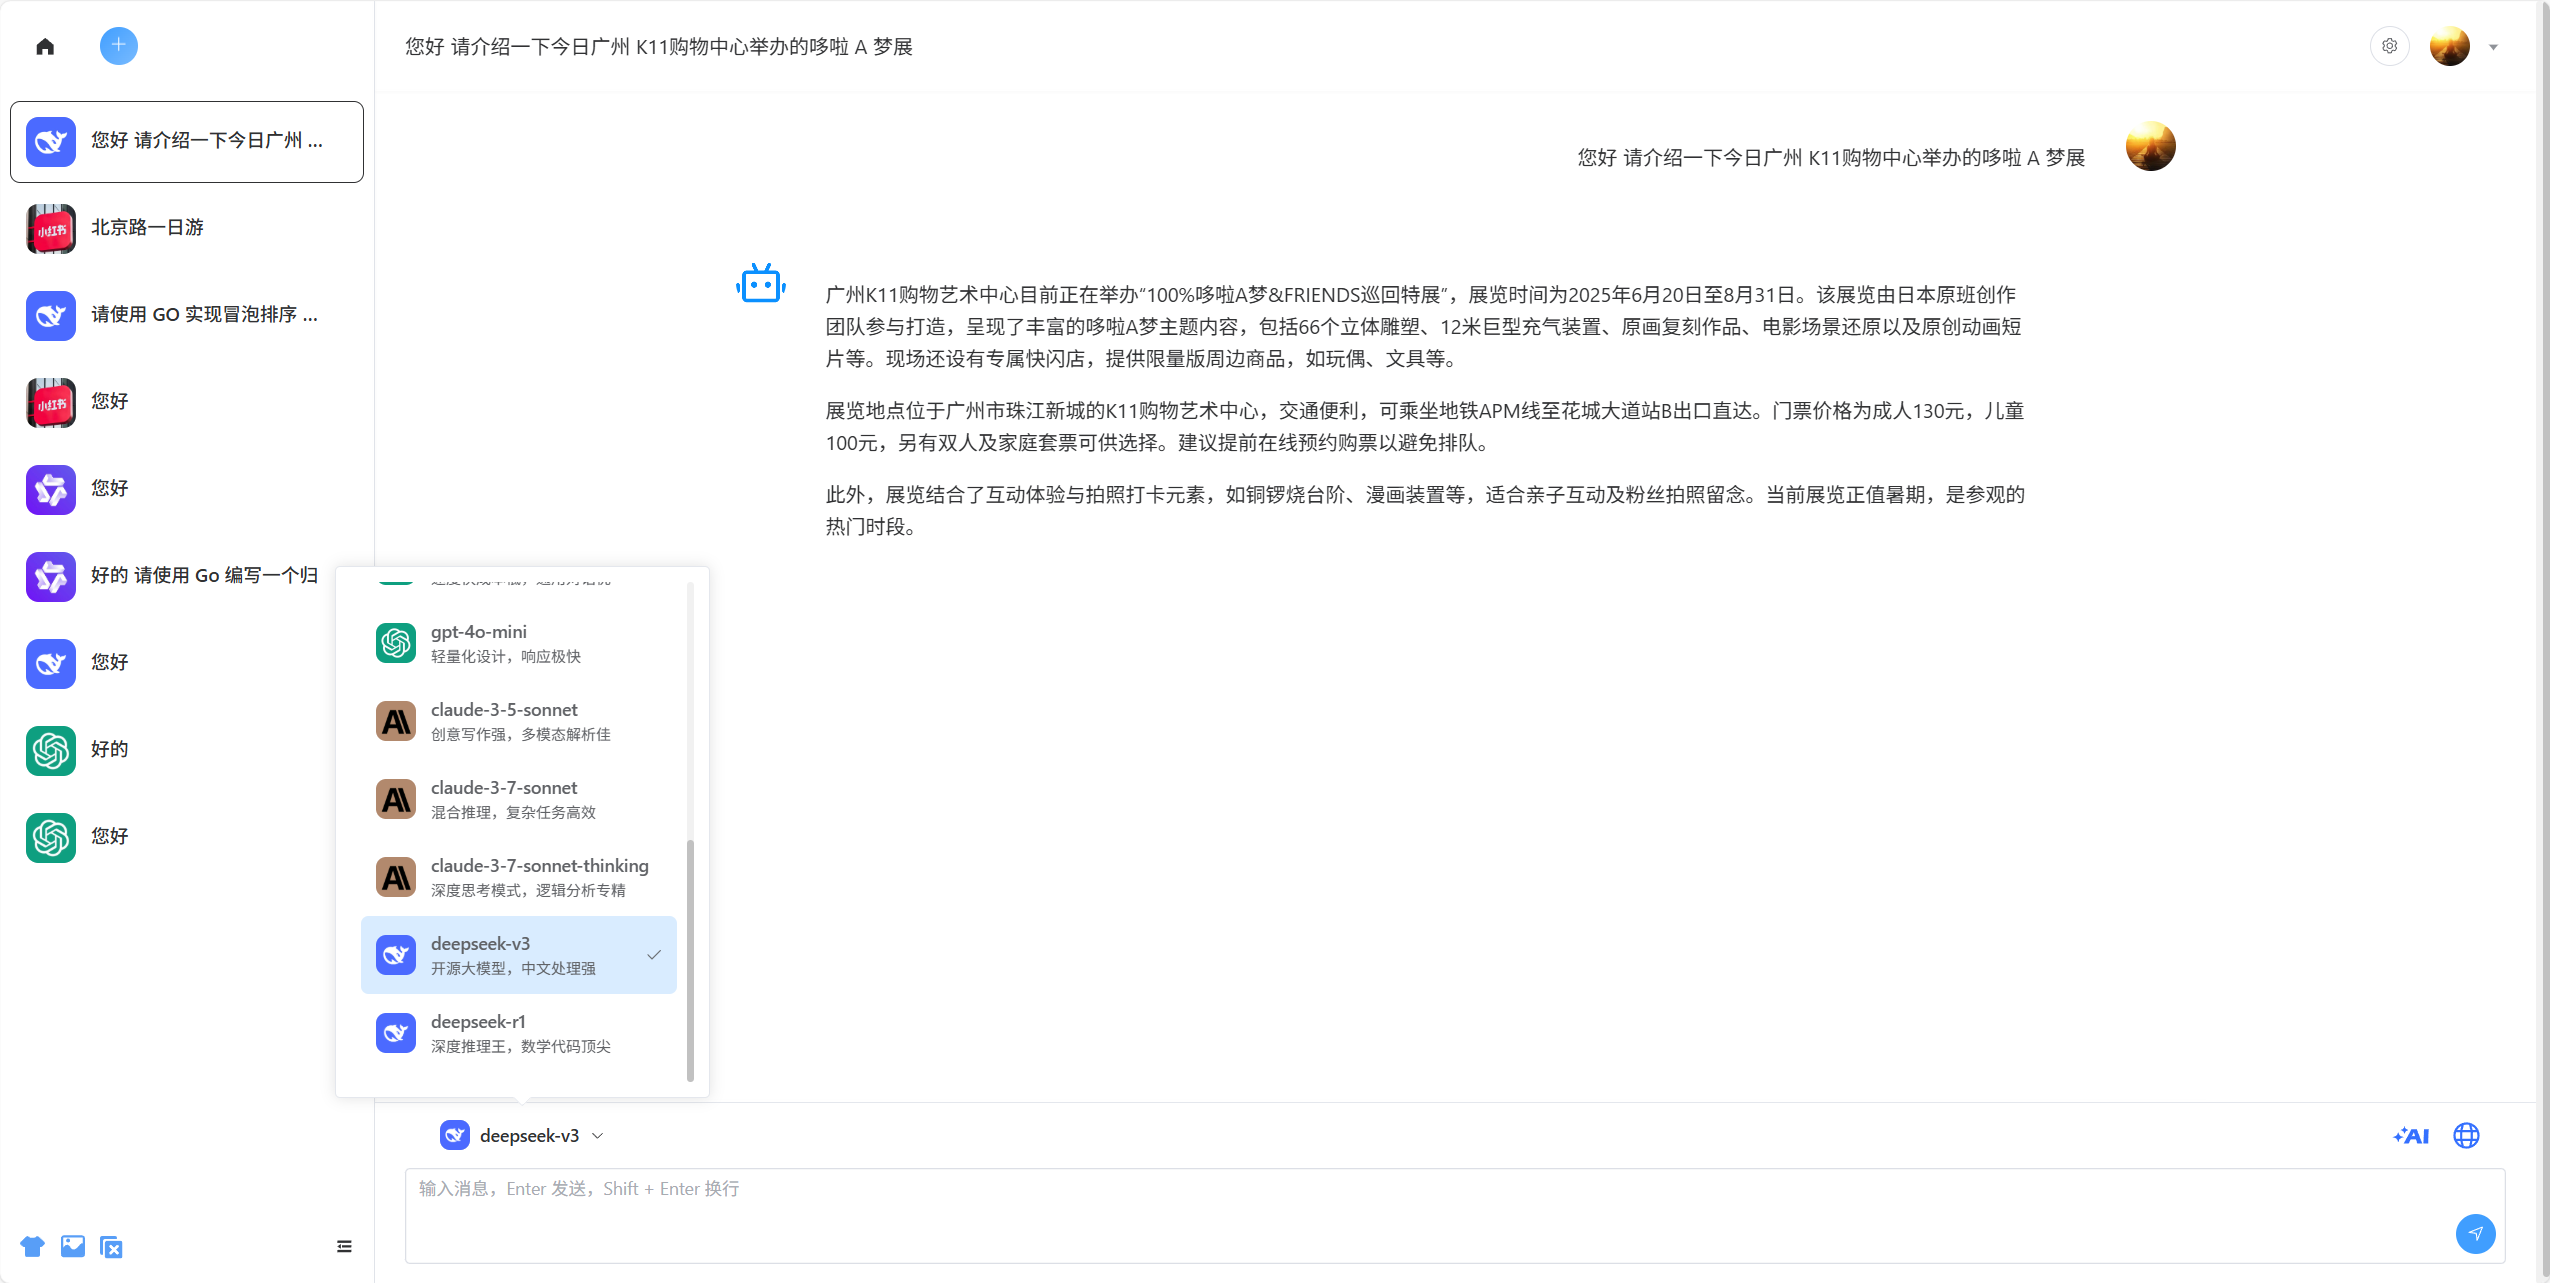 您好 请介绍一下今日广州 K11购物中心举办的哆啦 A 梦展
您好 请介绍一下今日广州 ...
小红书
北京路一日游
请使用 GO 实现冒泡排序 ...
小红书
您好
您好
好的 请使用 Go 编写一个归
您好
好的
您好
您好 请介绍一下今日广州 K11购物中心举办的哆啦 A 梦展
广州K11购物艺术中心目前正在举办“100%哆啦A梦&FRIENDS巡回特展”，展览时间为2025年6月20日至8月31日。该展览由日本原班创作
团队参与打造，呈现了丰富的哆啦A梦主题内容，包括66个立体雕塑、12米巨型充气装置、原画复刻作品、电影场景还原以及原创动画短
片等。现场还设有专属快闪店，提供限量版周边商品，如玩偶、文具等。
展览地点位于广州市珠江新城的K11购物艺术中心，交通便利，可乘坐地铁APM线至花城大道站B出口直达。门票价格为成人130元，儿童
100元，另有双人及家庭套票可供选择。建议提前在线预约购票以避免排队。
此外，展览结合了互动体验与拍照打卡元素，如铜锣烧台阶、漫画装置等，适合亲子互动及粉丝拍照留念。当前展览正值暑期，是参观的
热门时段。
gpt-4o-mini
轻量化设计，响应极快
claude-3-5-sonnet
创意写作强，多模态解析佳
claude-3-7-sonnet
混合推理，复杂任务高效
claude-3-7-sonnet-thinking
深度思考模式，逻辑分析专精
deepseek-v3
开源大模型，中文处理强
deepseek-r1
深度推理王，数学代码顶尖
deepseek-v3
AI
输入消息，Enter 发送，Shift + Enter 换行